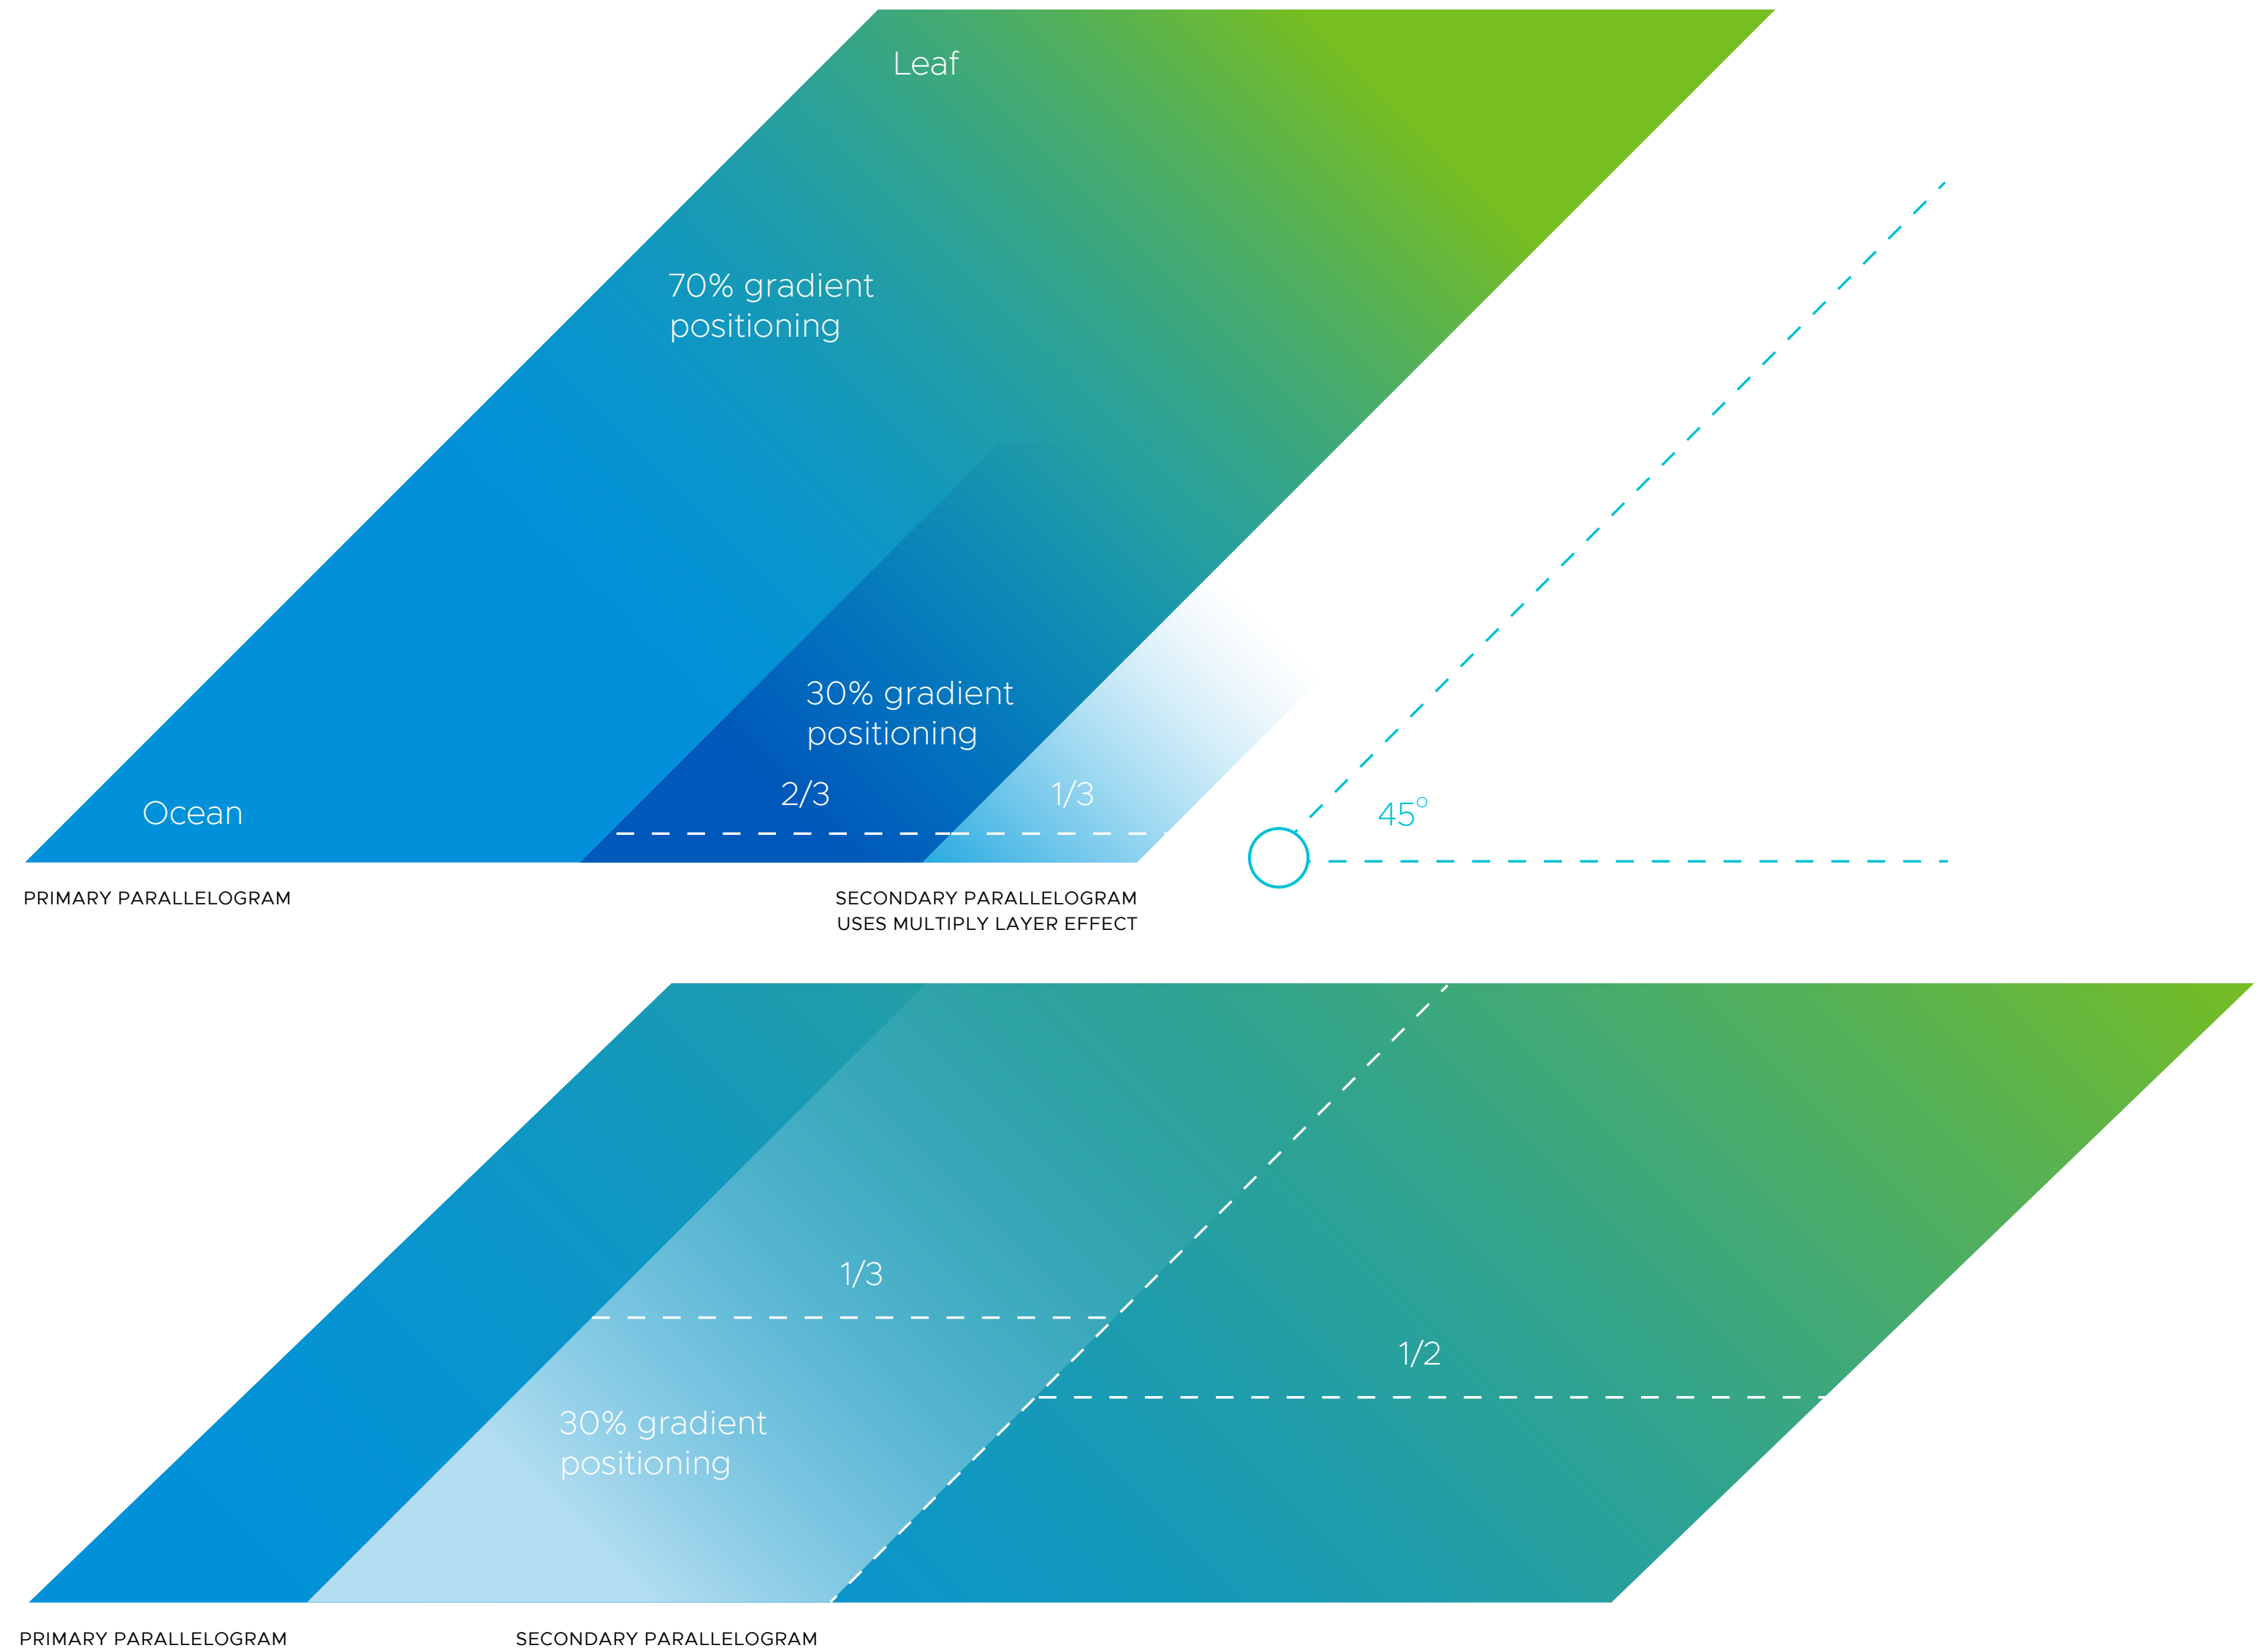 Leaf
70% gradient
positioning
30% gradient
positioning
2/3
1/3
Ocean
45°
PRIMARY PARALLELOGRAM
SECONDARY PARALLELOGRAM
USES MULTIPLY LAYER EFFECT
1/3
1/2
30% gradient
positioning
PRIMARY PARALLELOGRAM
SECONDARY PARALLELOGRAM